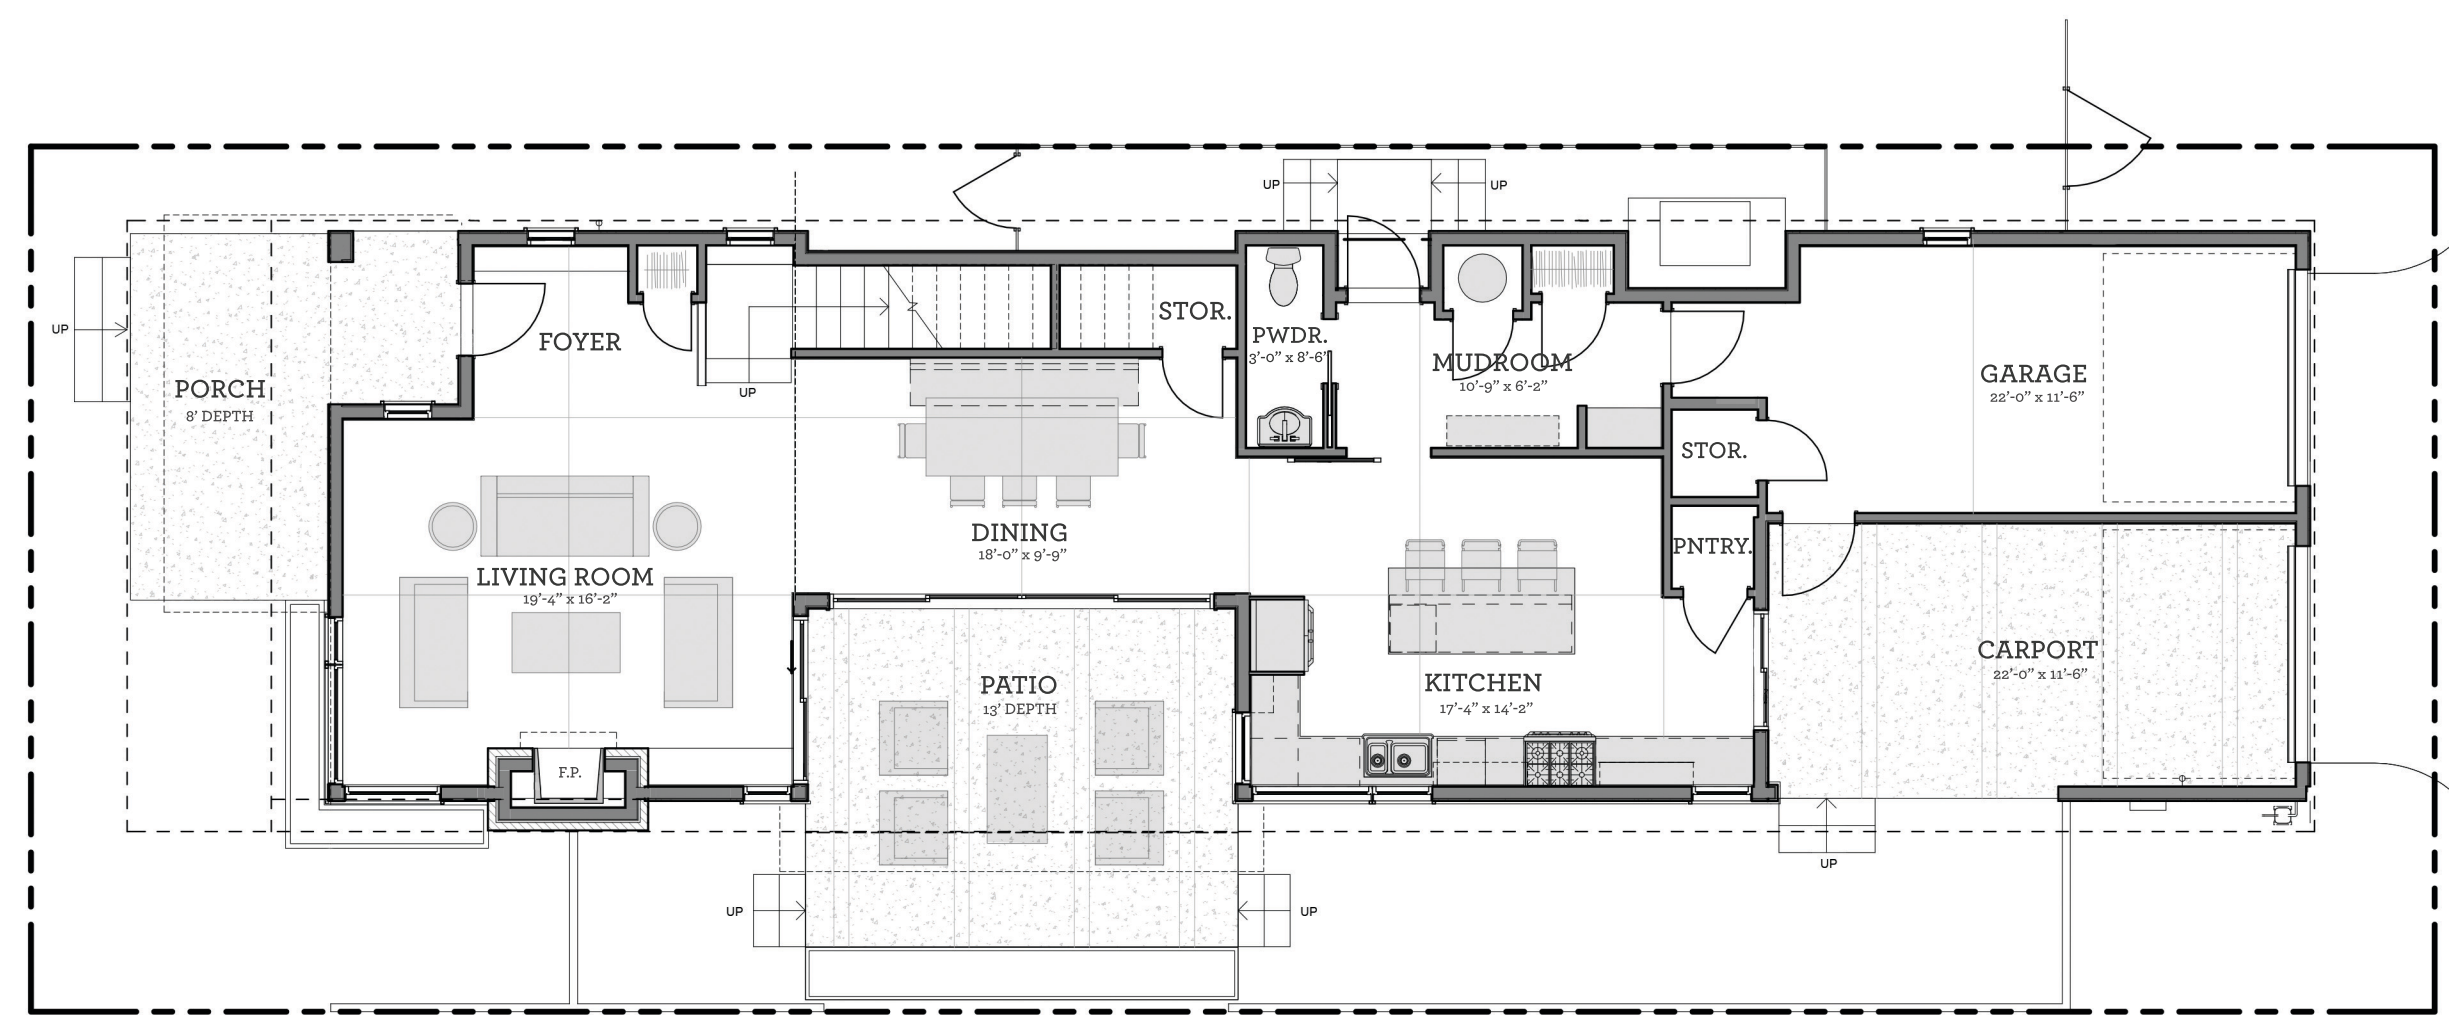 UP
UP
STOR.
UP
FOYER
PWDR.
3'-0" x 8'-6"
MUDROOM
10'-9" x 6'-2"
GARAGE
22'-0" x 11'-6"
PORCH
8' DEPTH
UP
STOR.
DINING
18'-0" x 9'-9"
PNTRY.
LIVING ROOM
19'-4" x 16'-2"
CARPORT
22'-0" x 11'-6"
PATIO
13' DEPTH
KITCHEN
17'-4" x 14'-2"
F.P.
UP
UP
UP